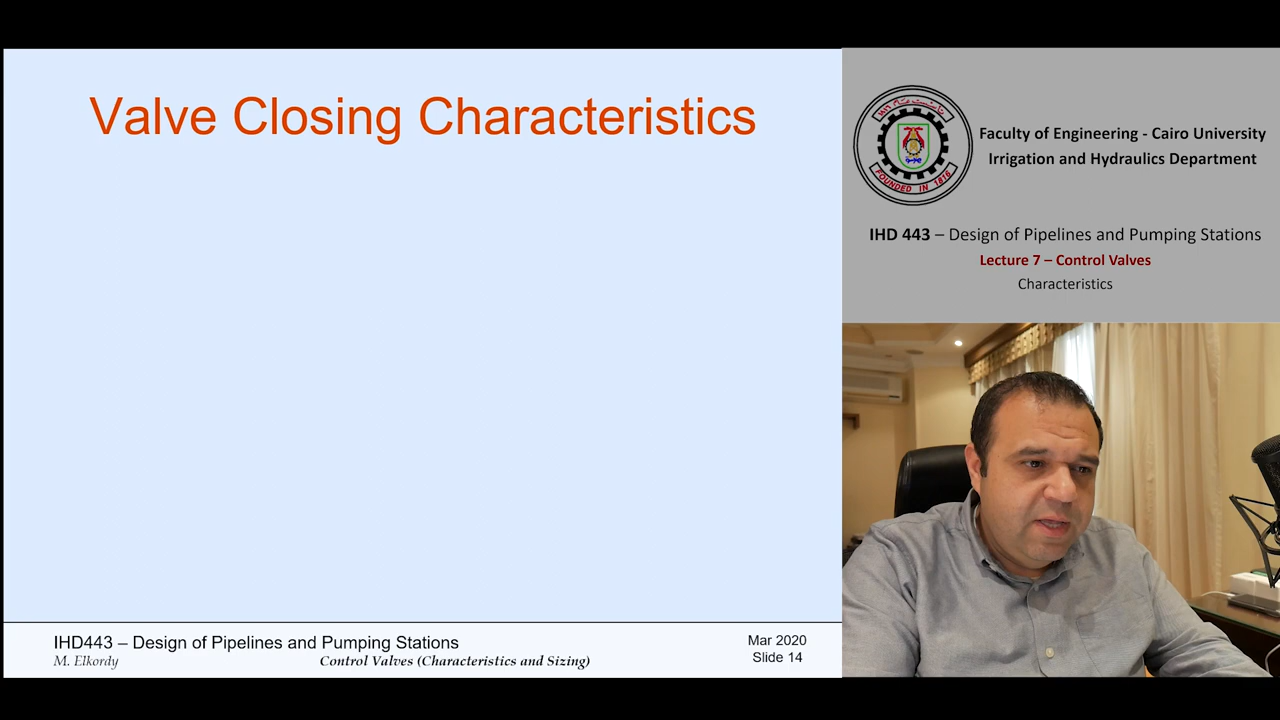 Valve Closing Characteristics
IHD443 – Design of Pipelines and Pumping Stations
M. Elkordy
Control Valves (Characteristics and Sizing)
Mar 2020
Slide 14
FOUNDED IN 1816
Faculty of Engineering - Cairo University
Irrigation and Hydraulics Department
IHD 443 – Design of Pipelines and Pumping Stations
Lecture 7 – Control Valves
Characteristics